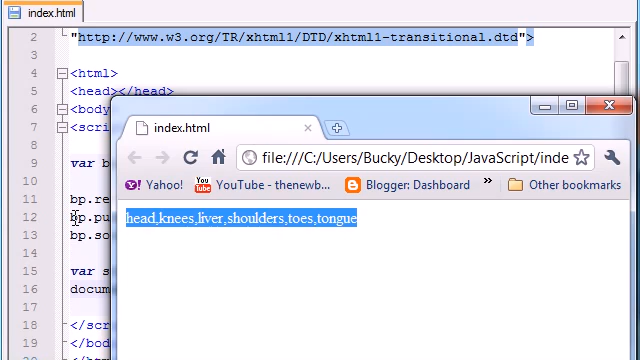 index.html
2 "http://www.w3.org/TR/xhtml1/DTD/xhtml1-transitional.dtd">
3
4 <html>
5 <head></head>
6 <body
7 <scri
8
9 var b
10
11 bp.re
12 bp.pu
13 bp.so
14
15 var s
16 docum
17
18 </scr
19 </bo
20
index.html
file:///C:/Users/Bucky/Desktop/JavaScript/inde
Yahoo!
You Tube
YouTube - thenewb...
Blogger: Dashboard
»
Other bookmarks
head,knees,liver,shoulders,toes,tongue